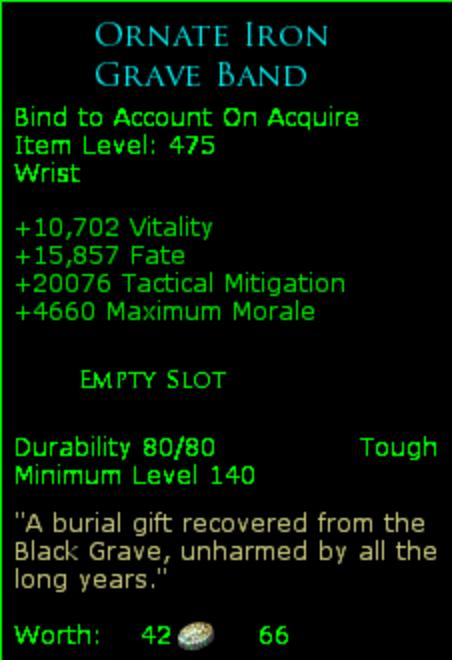 Ornate Iron
Grave Band
Bind to Account On Acquire
Item Level: 475
Wrist
+10,702 Vitality
+15,857 Fate
+20076 Tactical Mitigation
+4660 Maximum Morale
Empty Slot
Durability 80/80 Tough
Minimum Level 140
"A burial gift recovered from the
Black Grave, unharmed by all the
long years."
Worth: 42 66